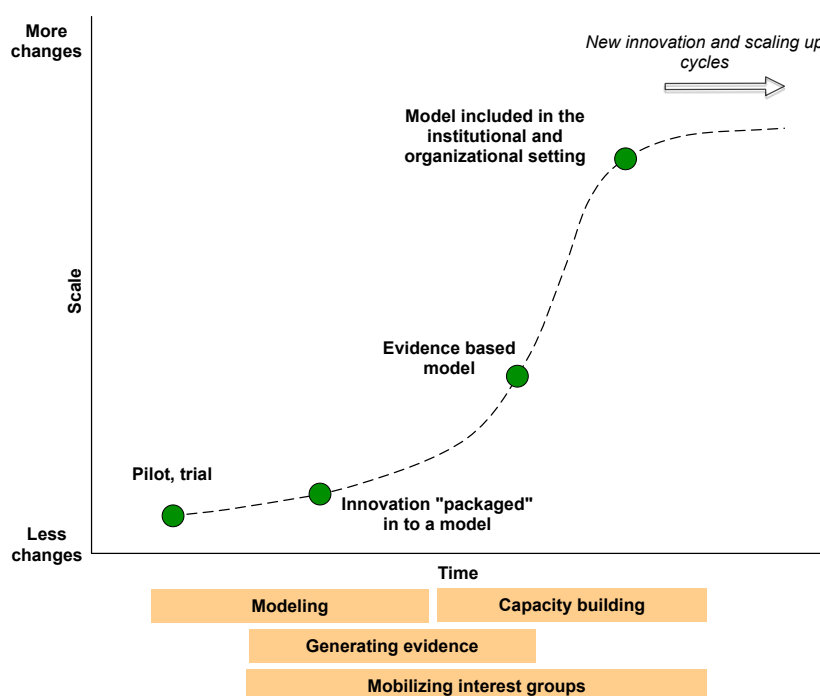 More
changes
New innovation and scaling up
cycles
Model included in the
institutional and
organizational setting
Scale
Evidence based
model
Pilot, trial
Innovation "packaged"
in to a model
Less
changes
Time
Modeling
Capacity building
Generating evidence
Mobilizing interest groups